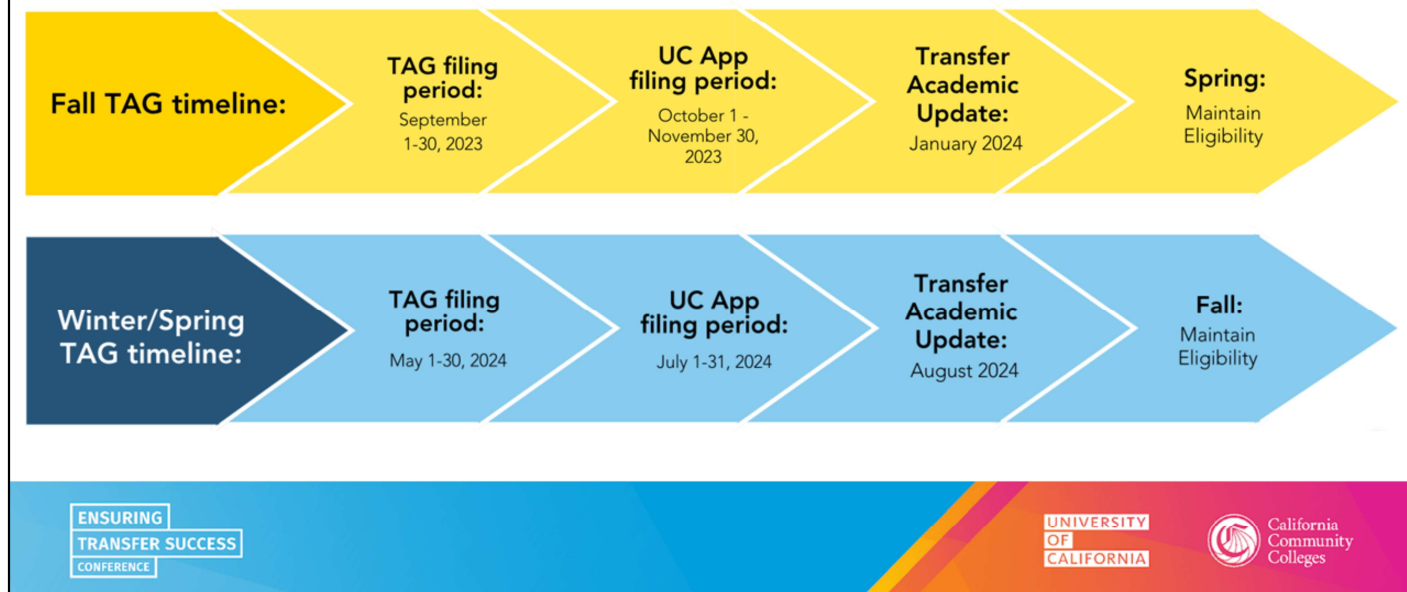 Fall TAG timeline:
TAG filing
period:
September
1-30, 2023
UC App
filing period:
October 1 -
November 30,
2023
Transfer
Academic
Update:
January 2024
Spring:
Maintain
Eligibility
Winter/Spring
TAG timeline:
TAG filing
period:
May 1-30, 2024
UC App
filing period:
July 1-31, 2024
Transfer
Academic
Update:
August 2024
Fall:
Maintain
Eligibility
ENSURING
TRANSFER SUCCESS
CONFERENCE
UNIVERSITY
OF
CALIFORNIA
California
Community
Colleges